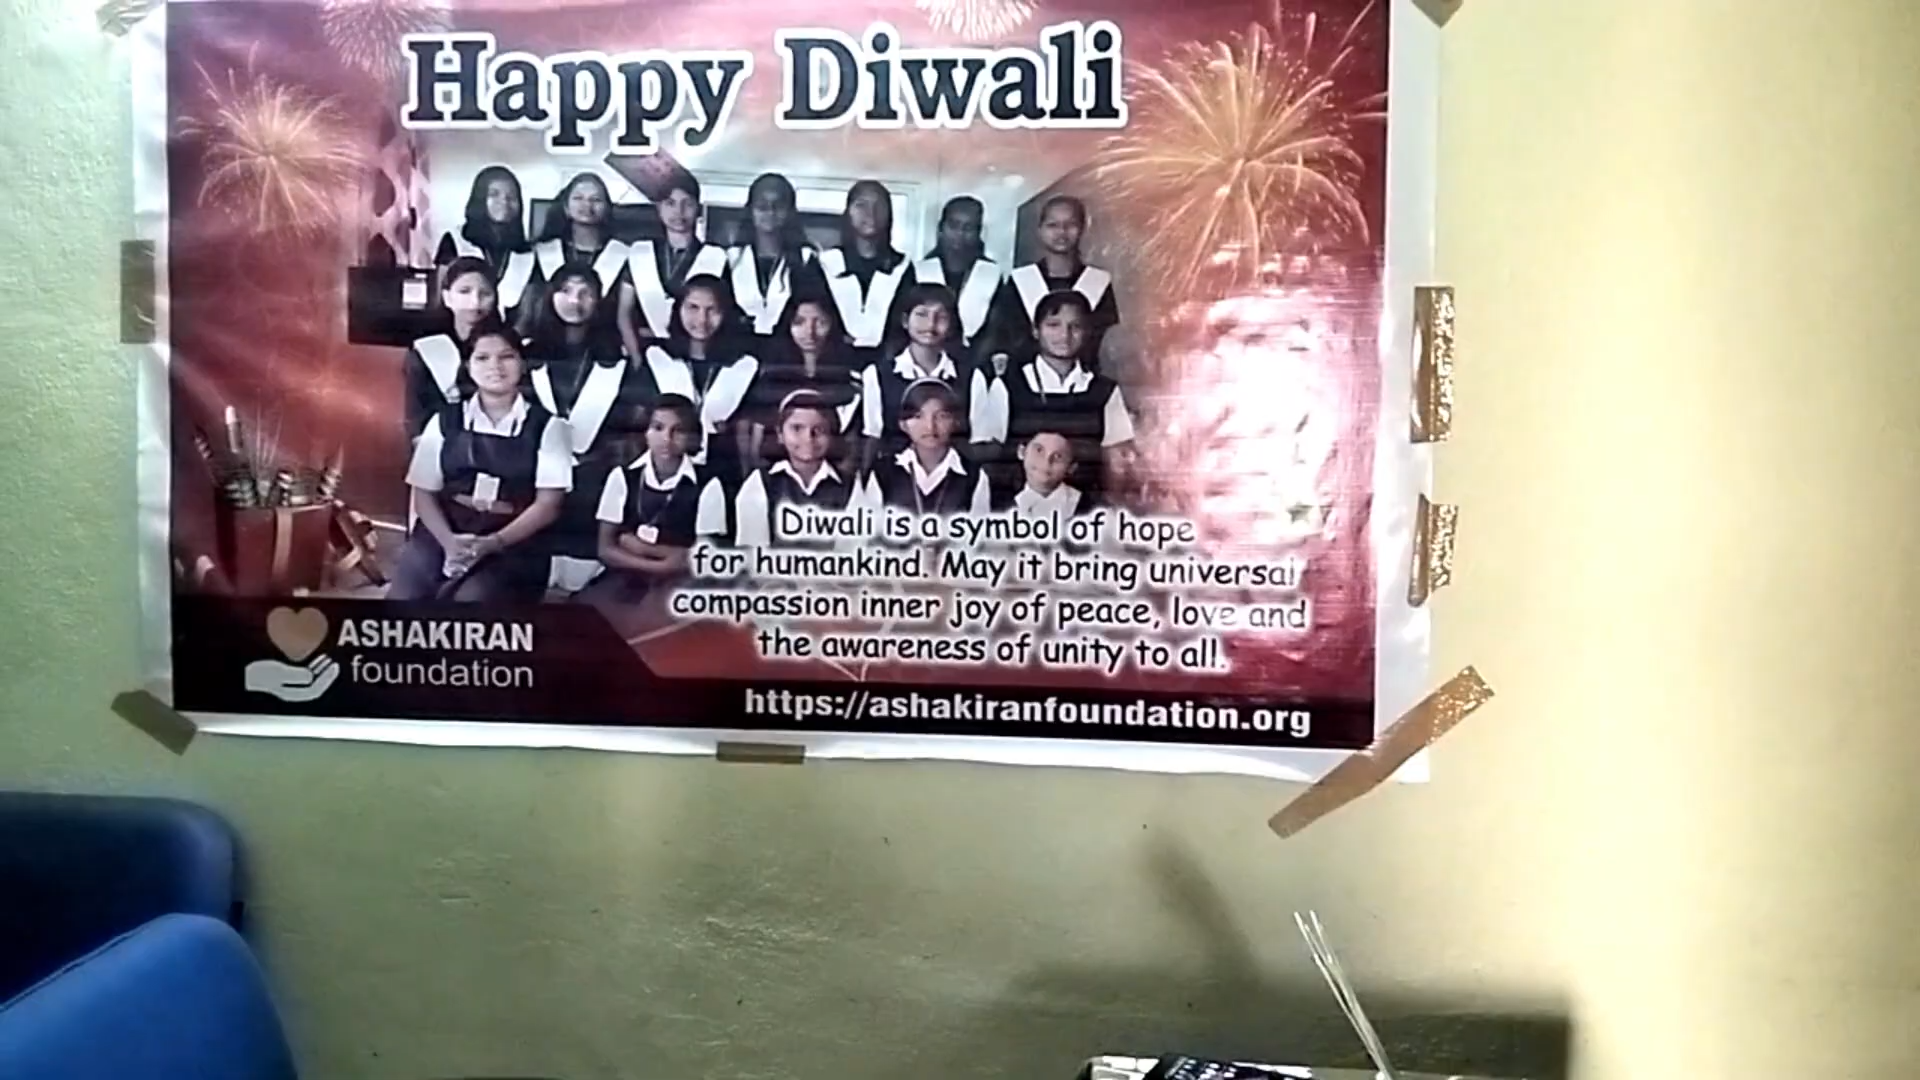 Happy Diwali
Diwali is a symbol of hope
for humankind. May it bring universal
compassion inner joy of peace, love and
the awareness of unity to all.
ASHAKIRAN
foundation
https://ashakiranfoundation.org